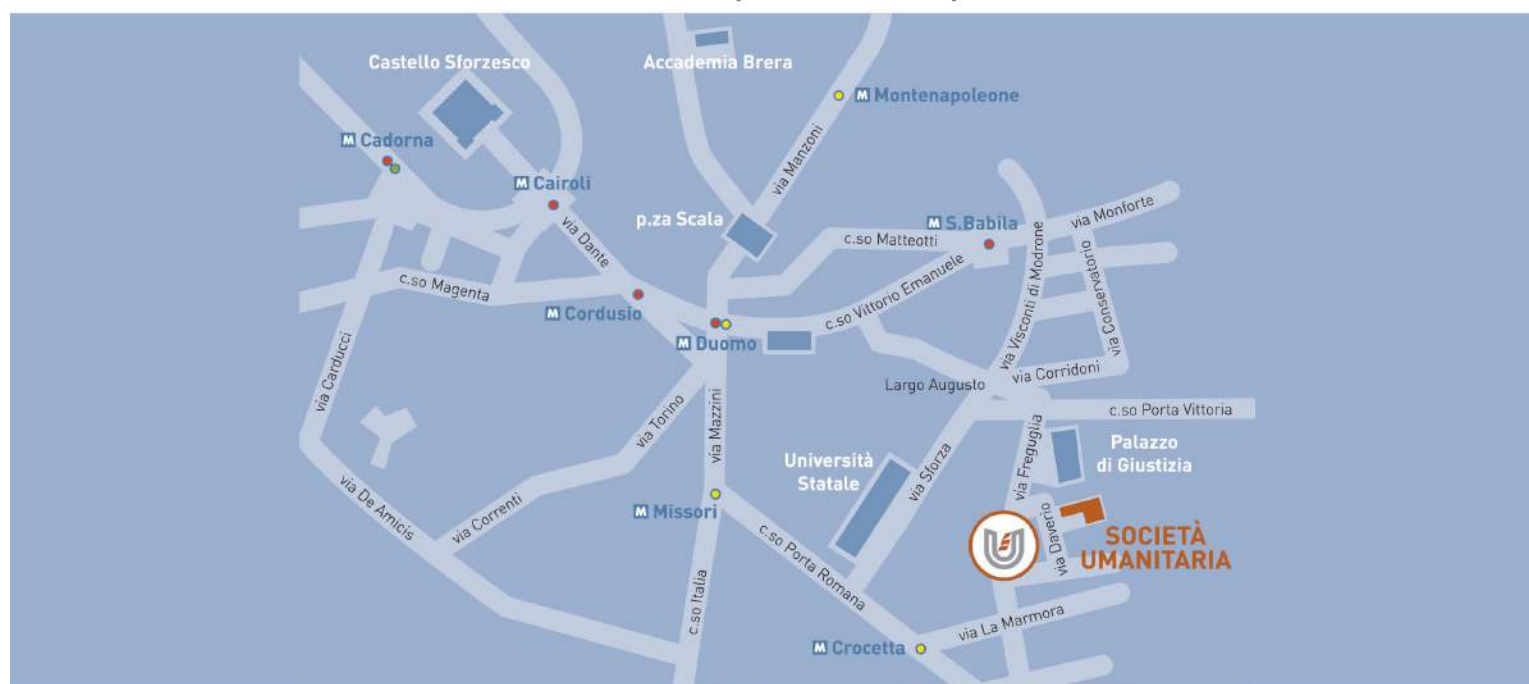 Castello Sforzesco
Accademia Brera
M Montenapoleone
M Cadorna
via Manzoni
M Cairoli
p.za Scala
M S.Babila
via Monforte
via Dante
c.so Matteotti
via Visconti di Modrone
via Conservatorio
c.so Magenta
c.so Vittorio Emanuele
M Cordusio
M Duomo
via Carducci
via Corridoni
Largo Augusto
c.so Porta Vittoria
via Torino
via Mazzini
via Freguglia
Palazzo
di Giustizia
Università
Statale
via Sforza
via De Amicis
via Correnti
M Missori
via Daverio
SOCIETÀ
UMANITARIA
c.so Porta Romana
c.so Italia
via La Marmora
M Crocetta